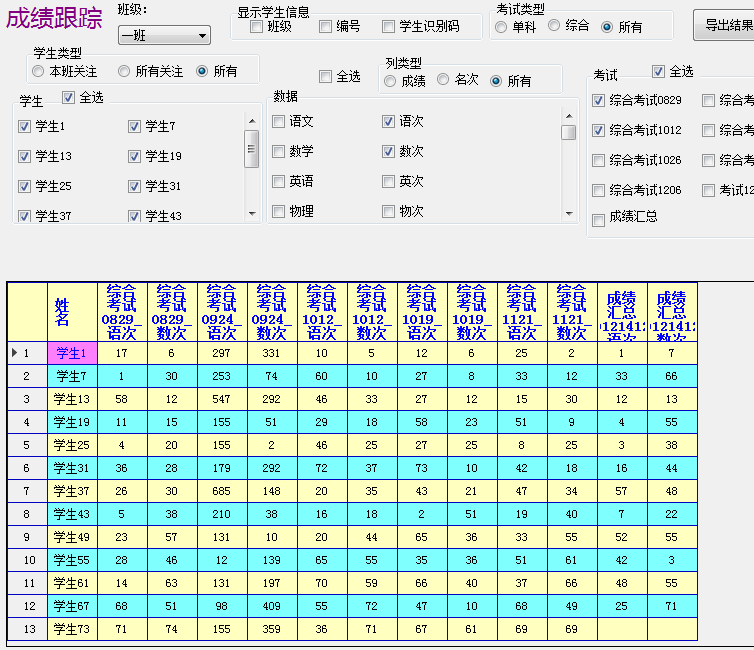 成绩跟踪
班级：
一班
显示学生信息
班级 编号 学生识别码
考试类型
单科 综合 所有
导出结果
学生类型
本班关注 所有关注 所有
全选
列类型
成绩 名次 所有
考试 全选
学生 全选
学生1 学生7
学生13 学生19
学生25 学生31
学生37 学生43
数据
语文 语次
数学 数次
英语 英次
物理 物次
综合考试0829 综合考
综合考试1012 综合考
综合考试1026 综合考
综合考试1206 考试12
成绩汇总
姓名 综合考试0829_语次 综合考试0829_数次 综合考试0924_语次 综合考试0924_数次 综合考试1012_语次 综合考试1012_数次 综合考试1019_语次 综合考试1019_数次 综合考试1121_语次 综合考试1121_数次 成绩汇总121412语次 成绩汇总121412数次
1 学生1 17 6 297 331 10 5 12 6 25 2 1 7
2 学生7 1 30 253 74 60 10 27 8 33 12 33 66
3 学生13 58 12 547 292 46 33 27 12 15 30 12 13
4 学生19 11 15 155 51 29 18 58 23 51 9 4 55
5 学生25 4 20 155 2 46 25 27 25 8 25 3 38
6 学生31 36 28 179 292 72 37 73 10 42 18 16 44
7 学生37 26 30 685 148 20 35 43 21 47 34 57 48
8 学生43 5 38 210 38 16 18 2 51 19 40 7 22
9 学生49 23 57 131 10 20 44 65 36 33 55 52 55
10 学生55 28 46 12 139 65 55 35 36 51 61 42 3
11 学生61 14 63 131 197 70 59 66 40 37 66 48 55
12 学生67 68 51 98 409 55 72 47 10 68 49 25 71
13 学生73 71 74 155 359 36 71 67 61 69 69